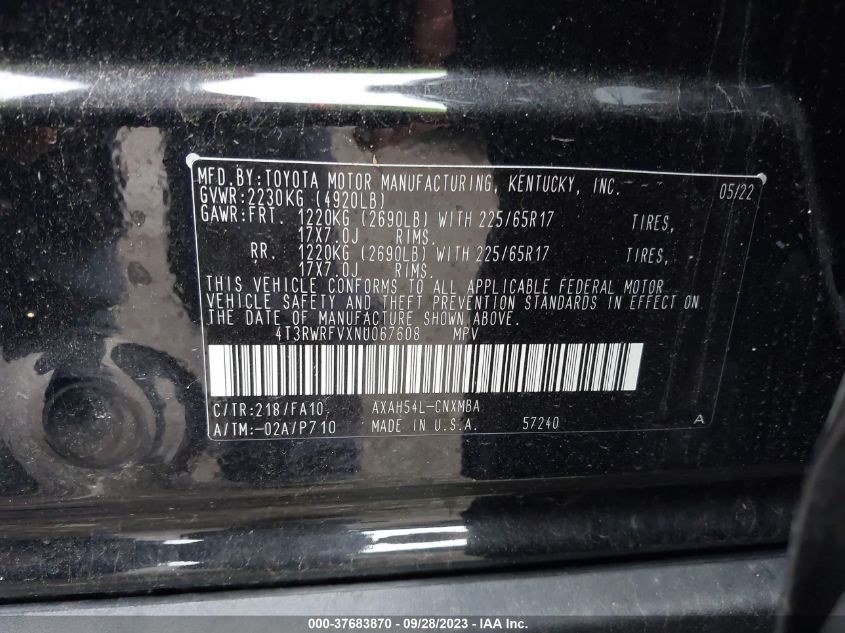 MFD.BY:TOYOTA MOTOR MANUFACTURING, KENTUCKY, INC. 05/22
GVWR:2230KG (4920LB)
GAWR:FRT. 1220KG (2690LB) WITH 225/65R17 TIRES,
17X7.0J RIMS.
RR. 1220KG (2690LB) WITH 225/65R17 TIRES,
17X7.0J RIMS.
THIS VEHICLE CONFORMS TO ALL APPLICABLE FEDERAL MOTOR
VEHICLE SAFETY AND THEFT PREVENTION STANDARDS IN EFFECT ON
THE DATE OF MANUFACTURE SHOWN ABOVE.
4T3RWRFVXNU067608 MPV
C/TR:218/FA10 AXAH54L-CNXMBA
A/TM:-02A/P710 MADE IN U.S.A. 57240 A
000-37683870 / 09/28/2023 / IAA Inc.